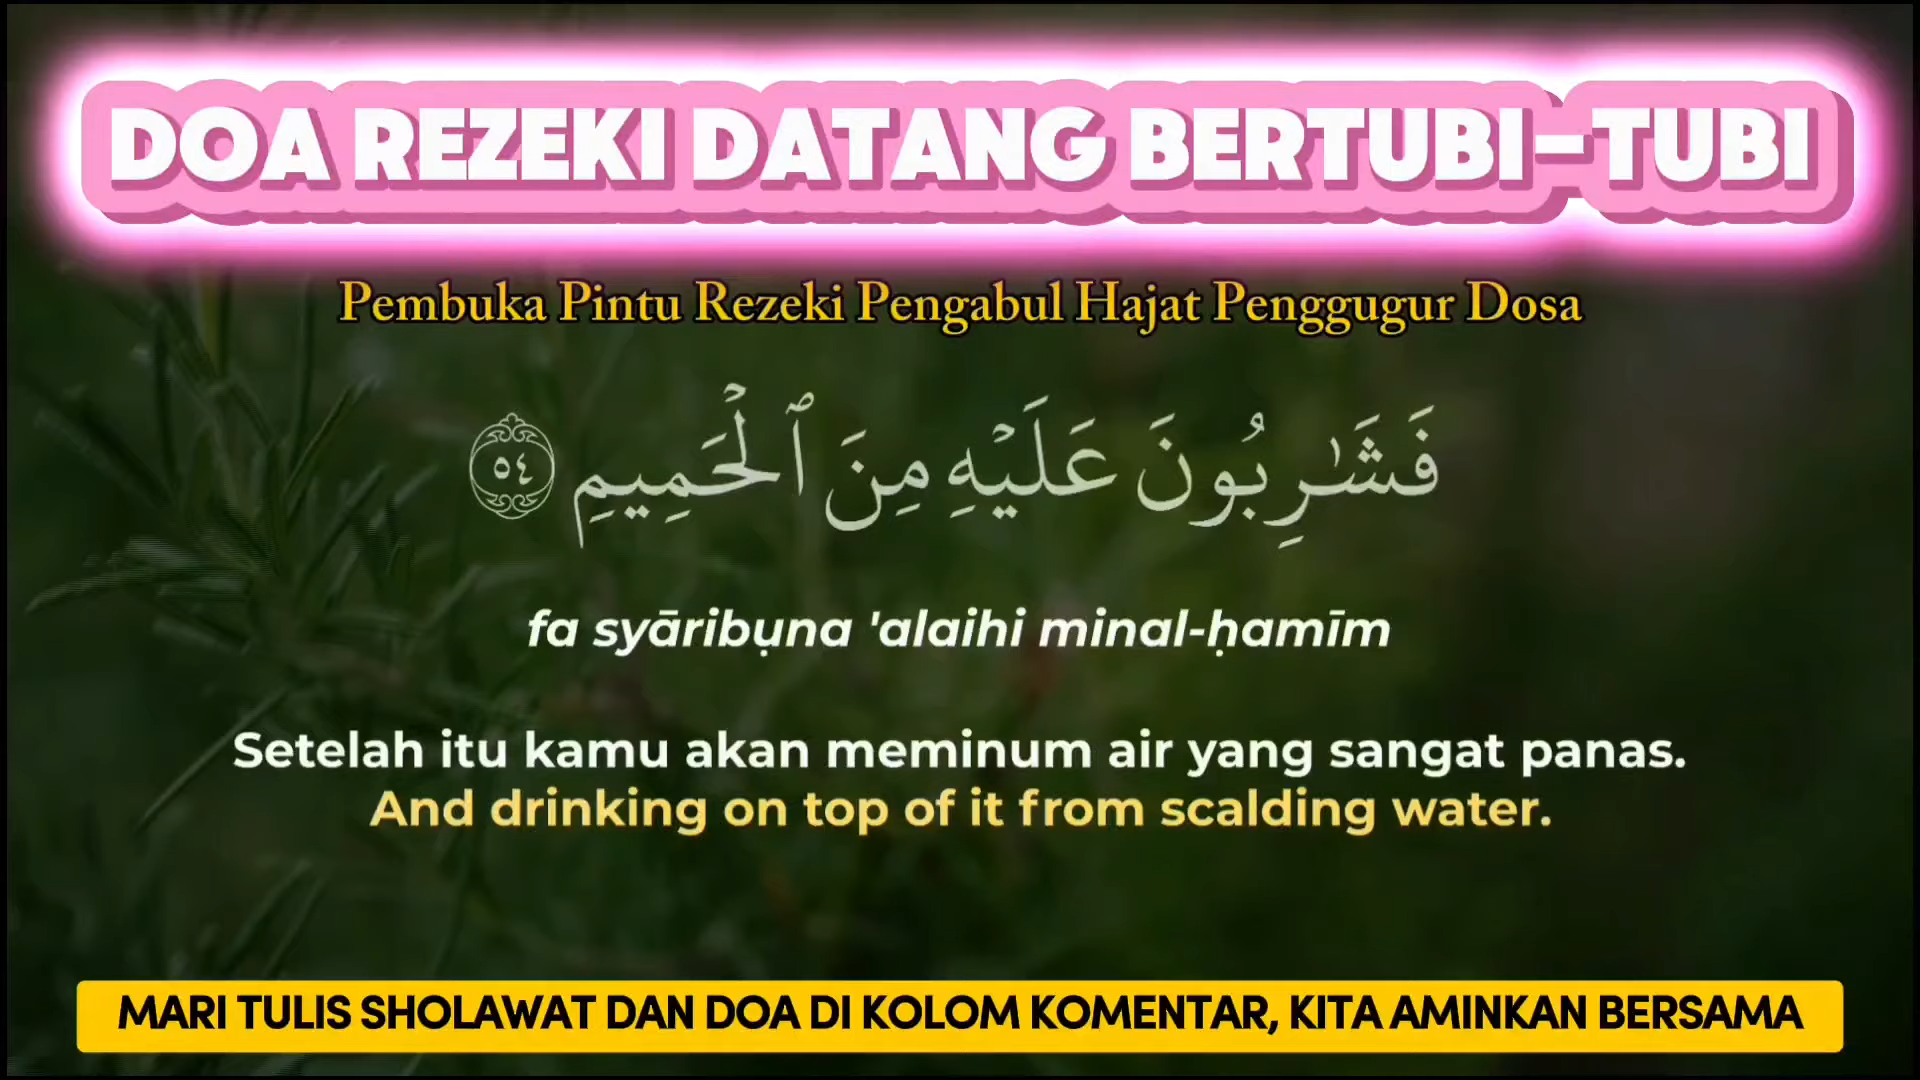 DOA REZEKI DATANG BERTUBI-TUBI
Pembuka Pintu Rezeki Pengabul Hajat Penggugur Dosa
فَشَٰرِبُونَ عَلَيْهِ مِنَ ٱلْحَمِيمِ ٥٤
fa syāribụna 'alaihi minal-ḥamīm
Setelah itu kamu akan meminum air yang sangat panas.
And drinking on top of it from scalding water.
MARI TULIS SHOLAWAT DAN DOA DI KOLOM KOMENTAR, KITA AMINKAN BERSAMA